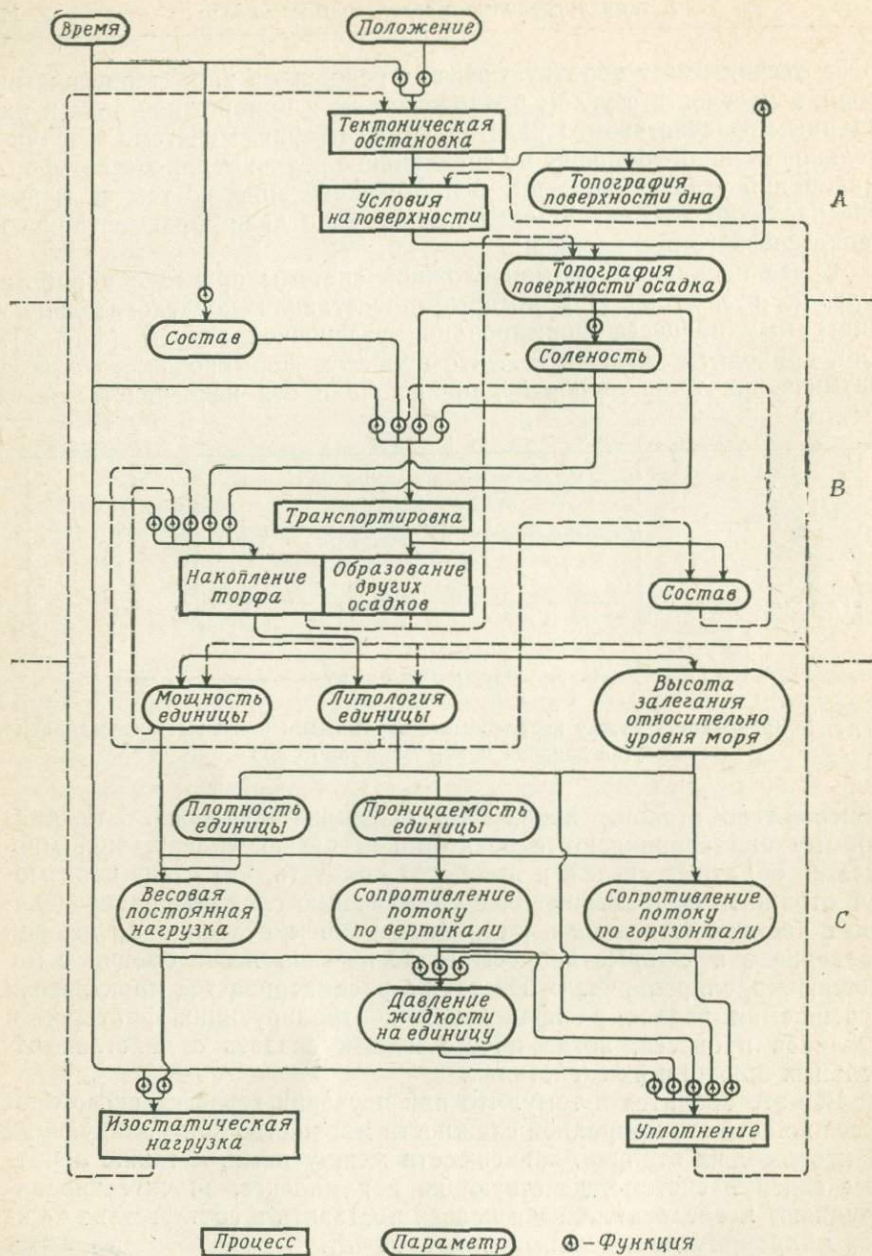 Время
Положение
Тектоническая
обстановка
Условия
на поверхности
Топография
поверхности дна
A
Топография
поверхности осадка
Состав
Соленость
B
Транспортировка
Накопление
торфа
Образование
других
осадков
Состав
Мощность
единицы
Литология
единицы
Высота
залегания
относительно
уровня моря
Плотность
единицы
Проницаемость
единицы
Весовая
постоянная
нагрузка
Сопротивление
потоку
по вертикали
Сопротивление
потоку
по горизонтали
C
Давление
жидкости
на единицу
Изостатическая
нагрузка
Уплотнение
Процесс
Параметр
– Функция